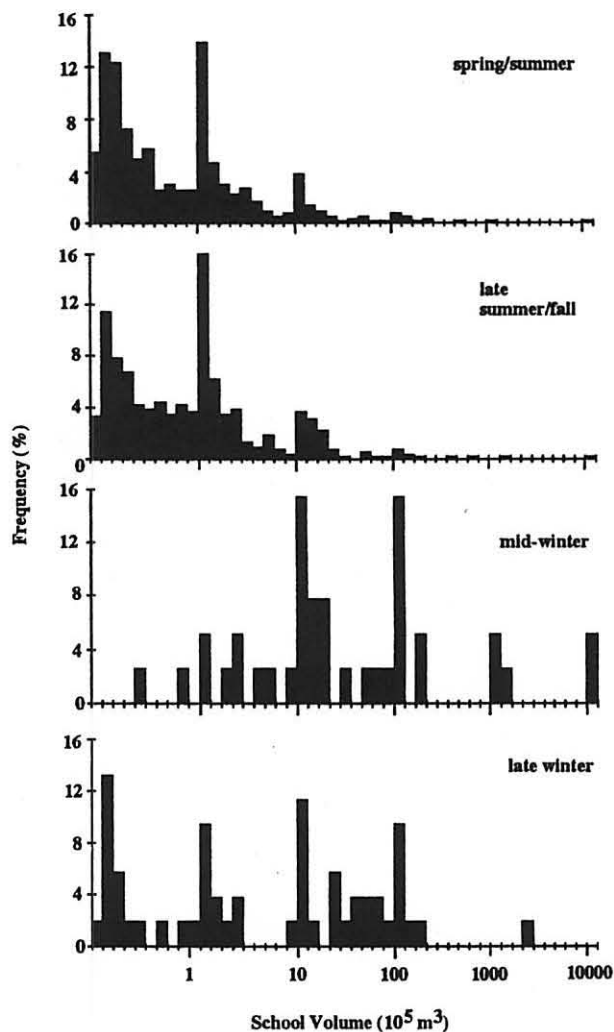 16
12
8
4
0
spring/summer
16
12
8
4
0
late
summer/fall
Frequency (%)
16
12
8
4
0
mid-winter
16
12
8
4
0
late winter
1 10 100 1000 10000
School Volume (10⁵ m³)